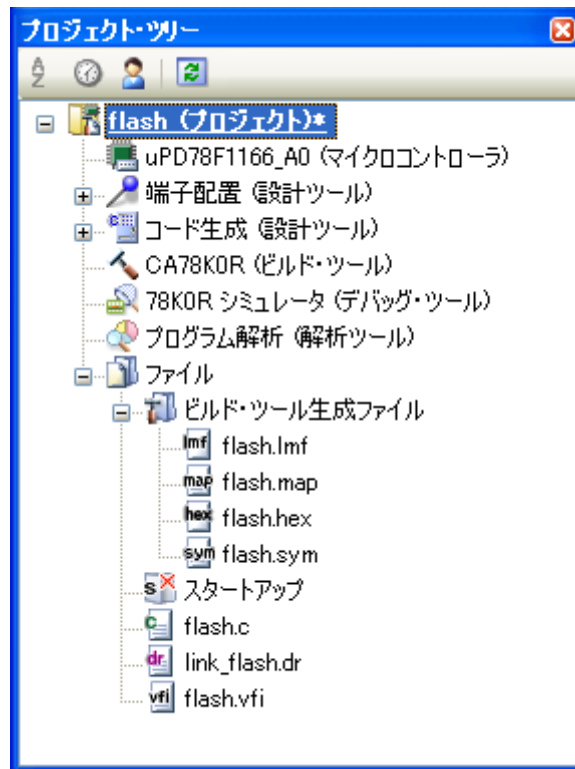 プロジェクト・ツリー
flash (プロジェクト)*
uPD78F1166_A0 (マイクロコントローラ)
端子配置 (設計ツール)
コード生成 (設計ツール)
CA78K0R (ビルド・ツール)
78K0R シミュレータ (デバッグ・ツール)
プログラム解析 (解析ツール)
ファイル
ビルド・ツール生成ファイル
lmf flash.lmf
map flash.map
hex flash.hex
sym flash.sym
s スタートアップ
c flash.c
dr link_flash.dr
vfi flash.vfi